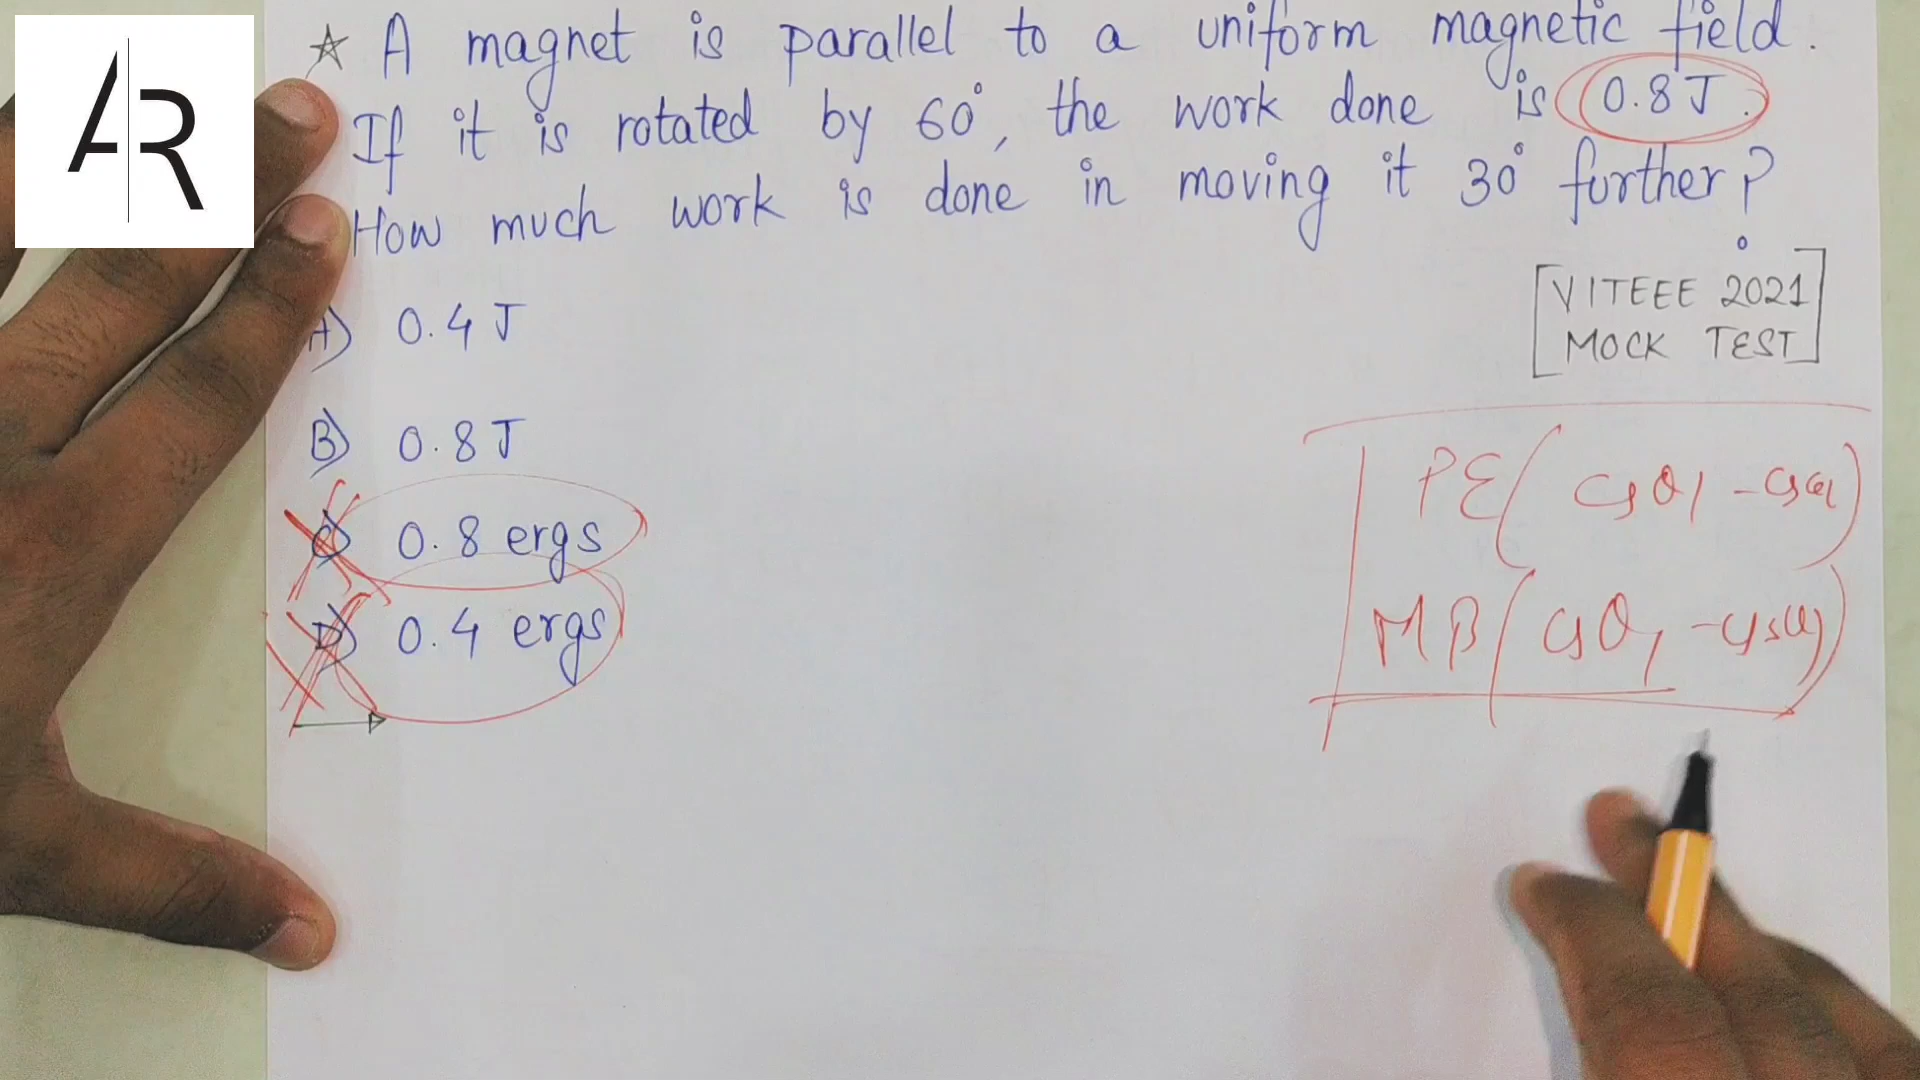 AR
☆ A magnet is parallel to a uniform magnetic field.
If it is rotated by 60°, the work done is 0.8 J.
How much work is done in moving it 30° further?
[VITEEE 2021
MOCK TEST]
A) 0.4 J
B) 0.8 J
C) 0.8 ergs
D) 0.4 ergs
PE(
MB(